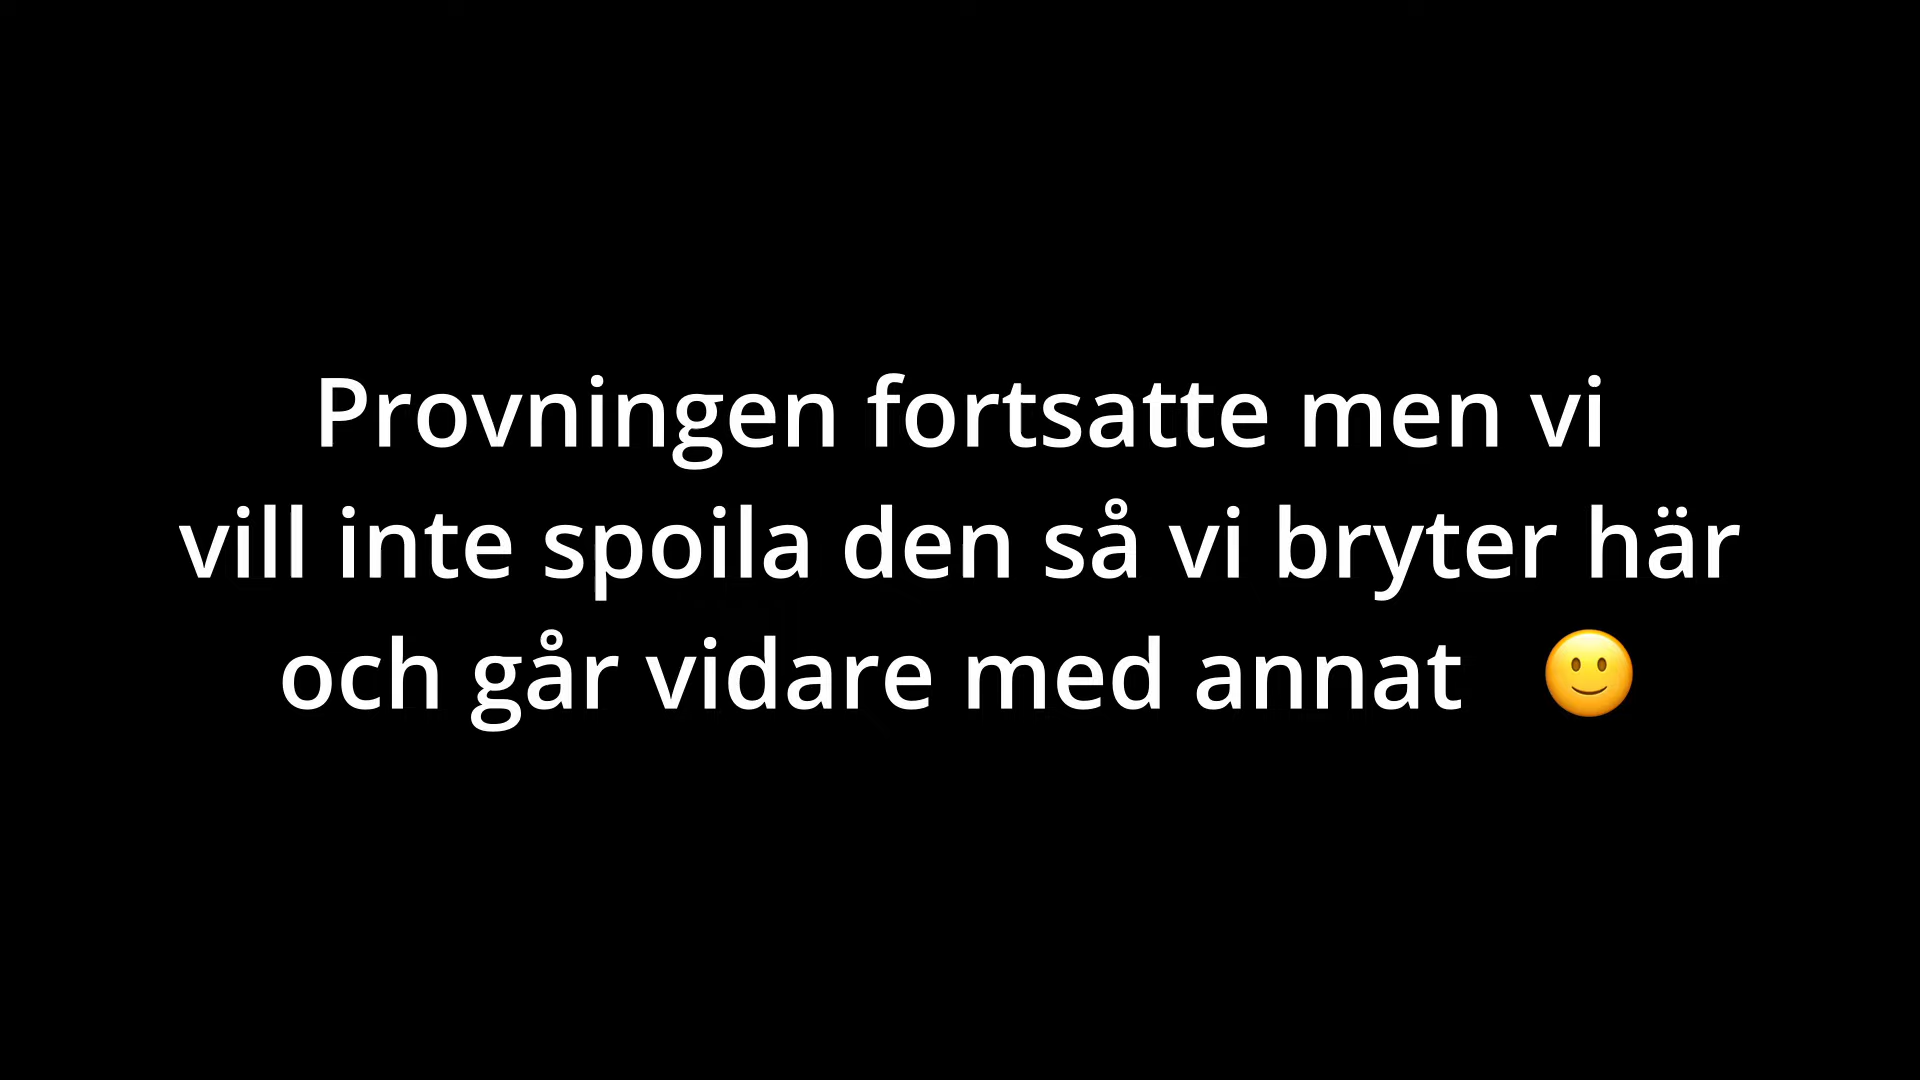 Provningen fortsatte men vi
vill inte spoila den så vi bryter här
och går vidare med annat 🙂